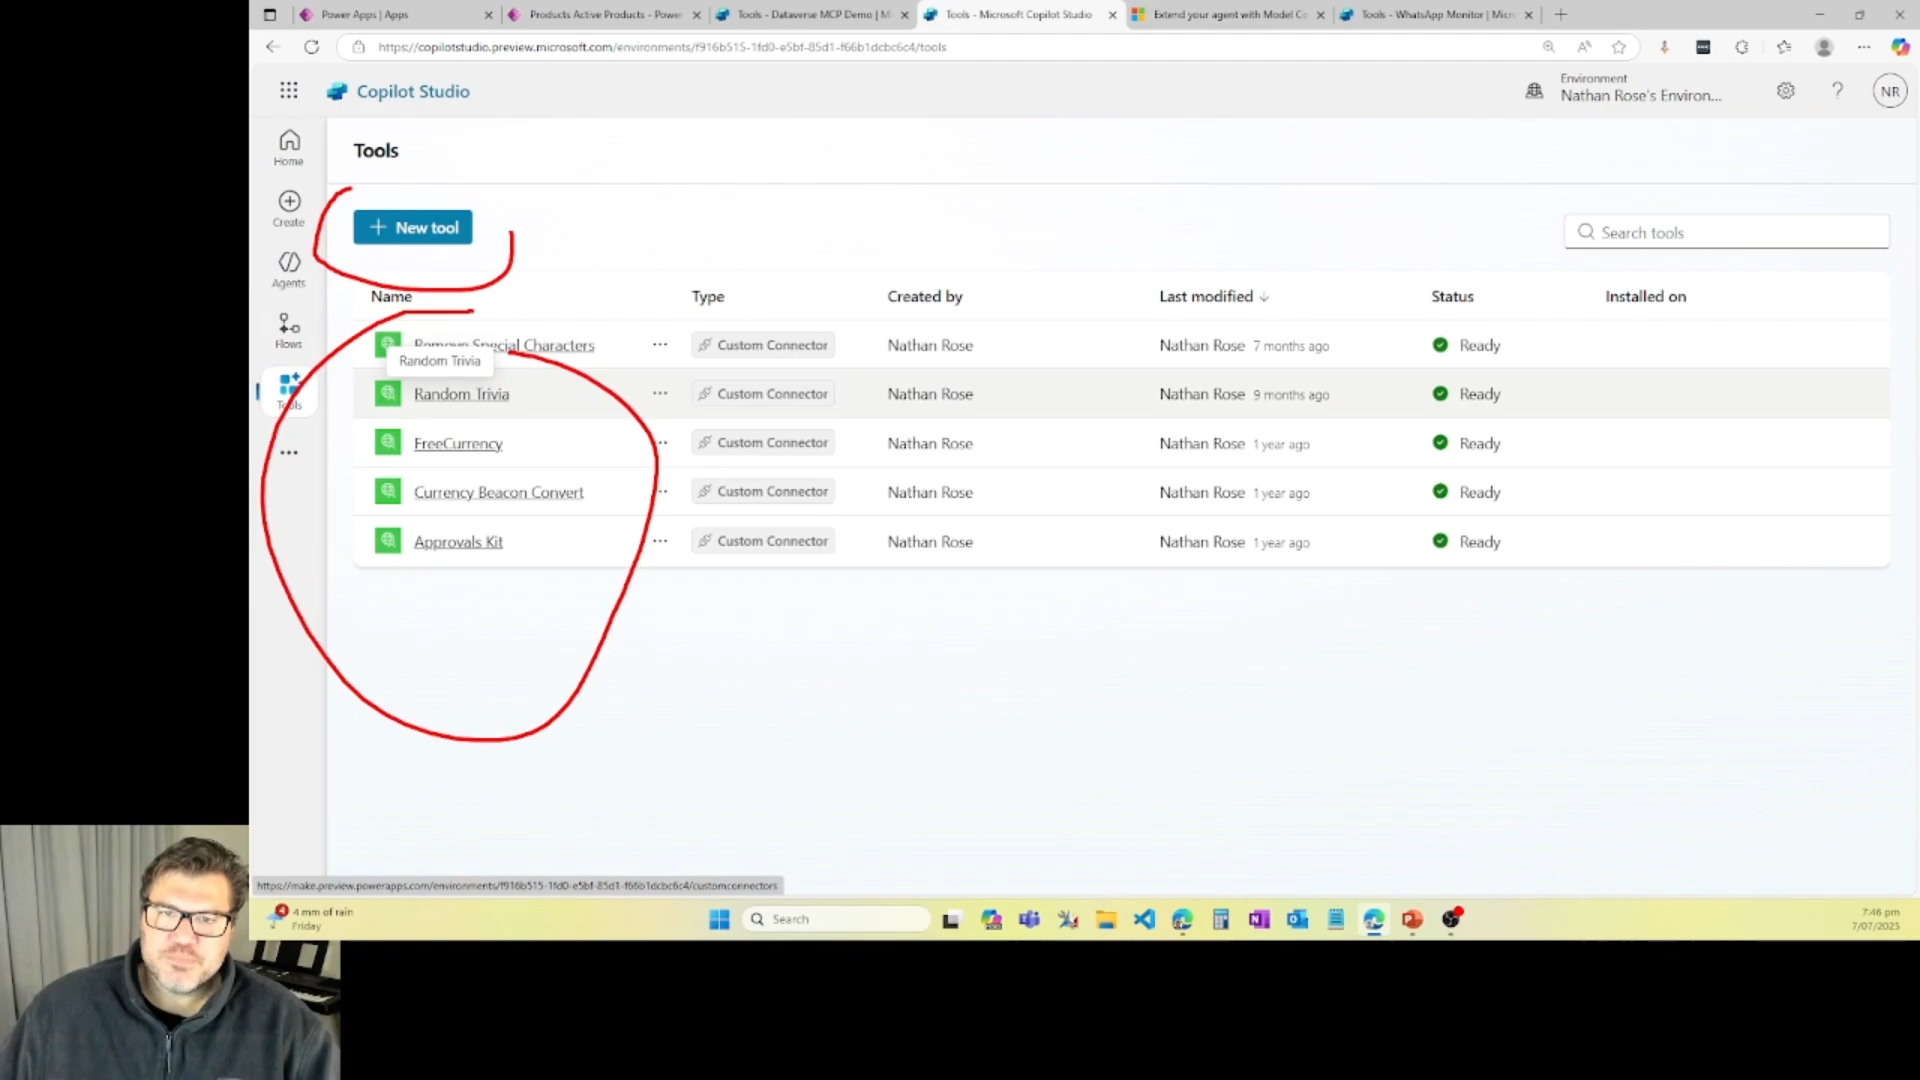 Power Apps | Apps
Products Active Products - Power
Tools - Dataverse MCP Demo | M
Tools - Microsoft Copilot Studio
Extend your agent with Model Co
Tools - WhatsApp Monitor | Micro
https://copilotstudio.preview.microsoft.com/environments/f916b515-1fd0-e5bf-85d1-f66b1dcbc6c4/tools
Copilot Studio
Environment
Nathan Rose's Environ...
NR
Home
Create
Agents
Flows
Tools
Tools
New tool
Search tools
Name Type Created by Last modified Status Installed on
Remove Special Characters Custom Connector Nathan Rose Nathan Rose 7 months ago Ready
Random Trivia
Random Trivia Custom Connector Nathan Rose Nathan Rose 9 months ago Ready
FreeCurrency Custom Connector Nathan Rose Nathan Rose 1 year ago Ready
Currency Beacon Convert Custom Connector Nathan Rose Nathan Rose 1 year ago Ready
Approvals Kit Custom Connector Nathan Rose Nathan Rose 1 year ago Ready
https://make.preview.powerapps.com/environments/f916b515-1fd0-e5bf-85d1-f66b1dcbc6c4/customconnectors
4
4 mm of rain
Friday
Search
7:46 pm
7/07/2025